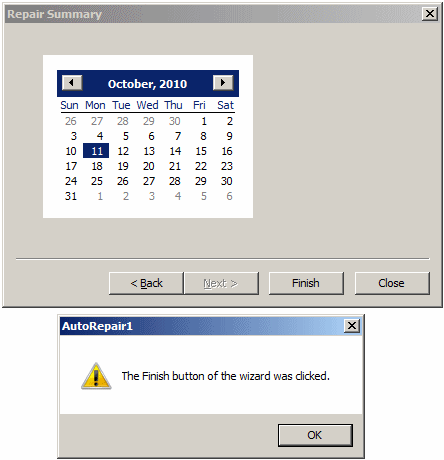 Repair Summary
October, 2010
Sun Mon Tue Wed Thu Fri Sat
26 27 28 29 30 1 2
3 4 5 6 7 8 9
10 11 12 13 14 15 16
17 18 19 20 21 22 23
24 25 26 27 28 29 30
31 1 2 3 4 5 6
< Back Next > Finish Close
AutoRepair1
The Finish button of the wizard was clicked.
OK